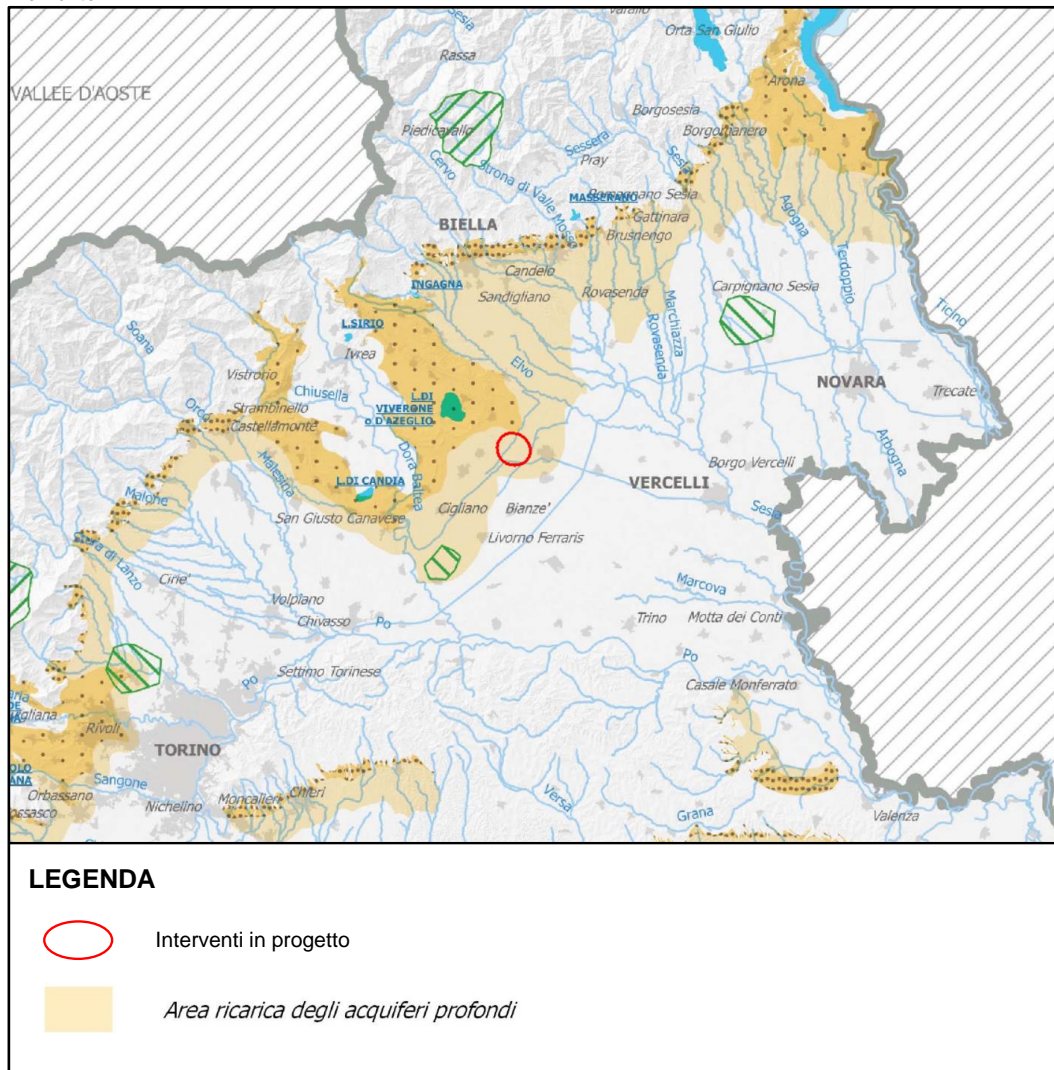 Varallo
Orta San Giulio
Sesia
Rassa
VALLEE D'AOSTE
Arona
Borgosesia
Borgomanero
Piedicavallo
Sessera
Sesia
Cervo
Pray
Strona di Valle Mosso
Romagnano Sesia
MASSERANO
Gattinara
BIELLA
Brusnengo
Agogna
Candelo
Terdoppio
INGAGNA
Sandigliano
Rovasenda
Carpignano Sesia
Marchiazza
Rovasenda
Ticino
Soana
L.SIRIO
Ivrea
Elvo
Vistrorio
NOVARA
Chiusella
L.DI
VIVERONE
o D'AZEGLIO
Trecate
Orco
Strambinello
Castellamonte
Arbogna
Dora Baltea
Malesina
Borgo Vercelli
L.DI CANDIA
VERCELLI
Malone
Cigliano
Bianze'
Sesia
San Giusto Canavese
Livorno Ferraris
Stura di Lanzo
Cirie'
Marcova
Volpiano
Chivasso
Po
Trino
Motta dei Conti
Po
Settimo Torinese
Po
Casale Monferrato
Rivoli
TORINO
Sangone
Orbassano
Nichelino
Moncalieri
Chieri
Versa
Grana
Valenza
LEGENDA
Interventi in progetto
Area ricarica degli acquiferi profondi